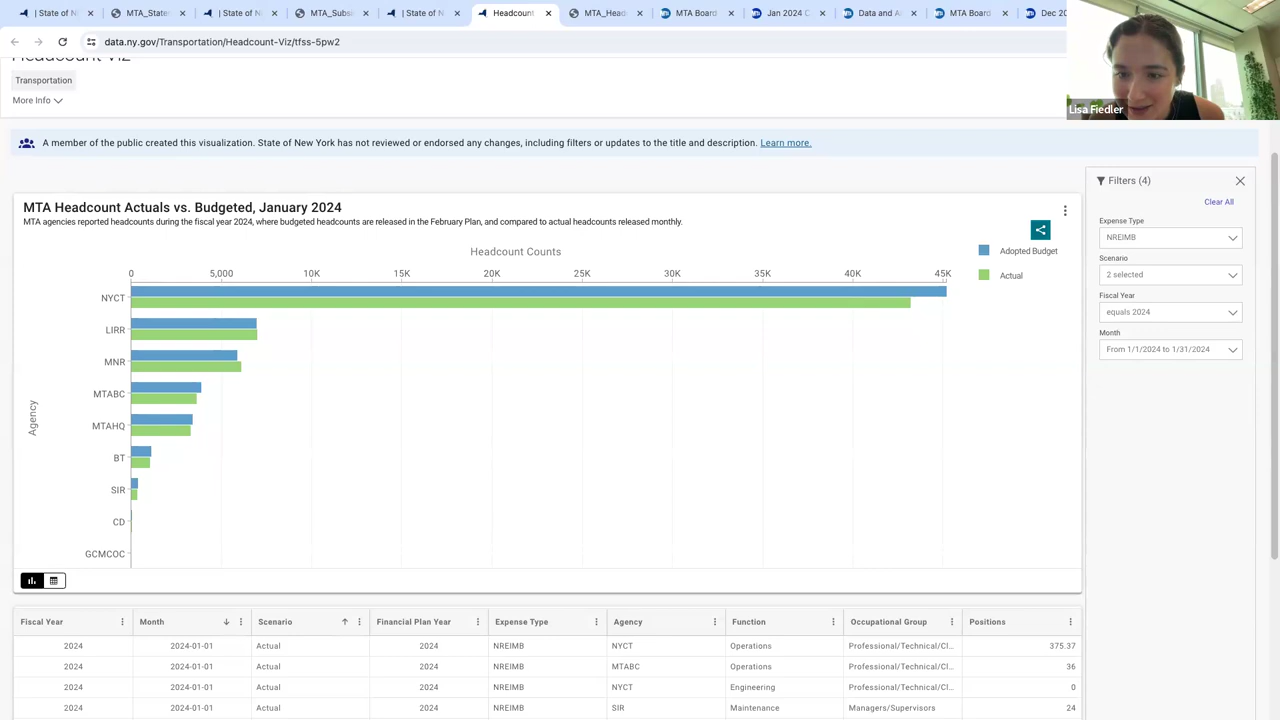 MTA_State
State of N
MTA_Subsi
State of N
Headcount
MTA_Head
MTA Board
Jan 2024 C
Data and A
MTA Board
Dec 20
data.ny.gov/Transportation/Headcount-Viz/tfss-5pw2
Headcount Viz
Lisa Fiedler
Transportation
More Info
A member of the public created this visualization. State of New York has not reviewed or endorsed any changes, including filters or updates to the title and description. Learn more.
MTA Headcount Actuals vs. Budgeted, January 2024
MTA agencies reported headcounts during the fiscal year 2024, where budgeted headcounts are released in the February Plan, and compared to actual headcounts released monthly.
Headcount Counts
Adopted Budget
Actual
0 5,000 10K 15K 20K 25K 30K 35K 40K 45K
Agency
NYCT
LIRR
MNR
MTABC
MTAHQ
BT
SIR
CD
GCMCOC
Filters (4)
Clear All
Expense Type
NREIMB
Scenario
2 selected
Fiscal Year
equals 2024
Month
From 1/1/2024 to 1/31/2024
Fiscal Year Month Scenario Financial Plan Year Expense Type Agency Function Occupational Group Positions
2024 2024-01-01 Actual 2024 NREIMB NYCT Operations Professional/Technical/Cl... 375.37
2024 2024-01-01 Actual 2024 NREIMB MTABC Operations Professional/Technical/Cl... 36
2024 2024-01-01 Actual 2024 NREIMB NYCT Engineering Professional/Technical/Cl... 0
2024 2024-01-01 Actual 2024 NREIMB SIR Maintenance Managers/Supervisors 24